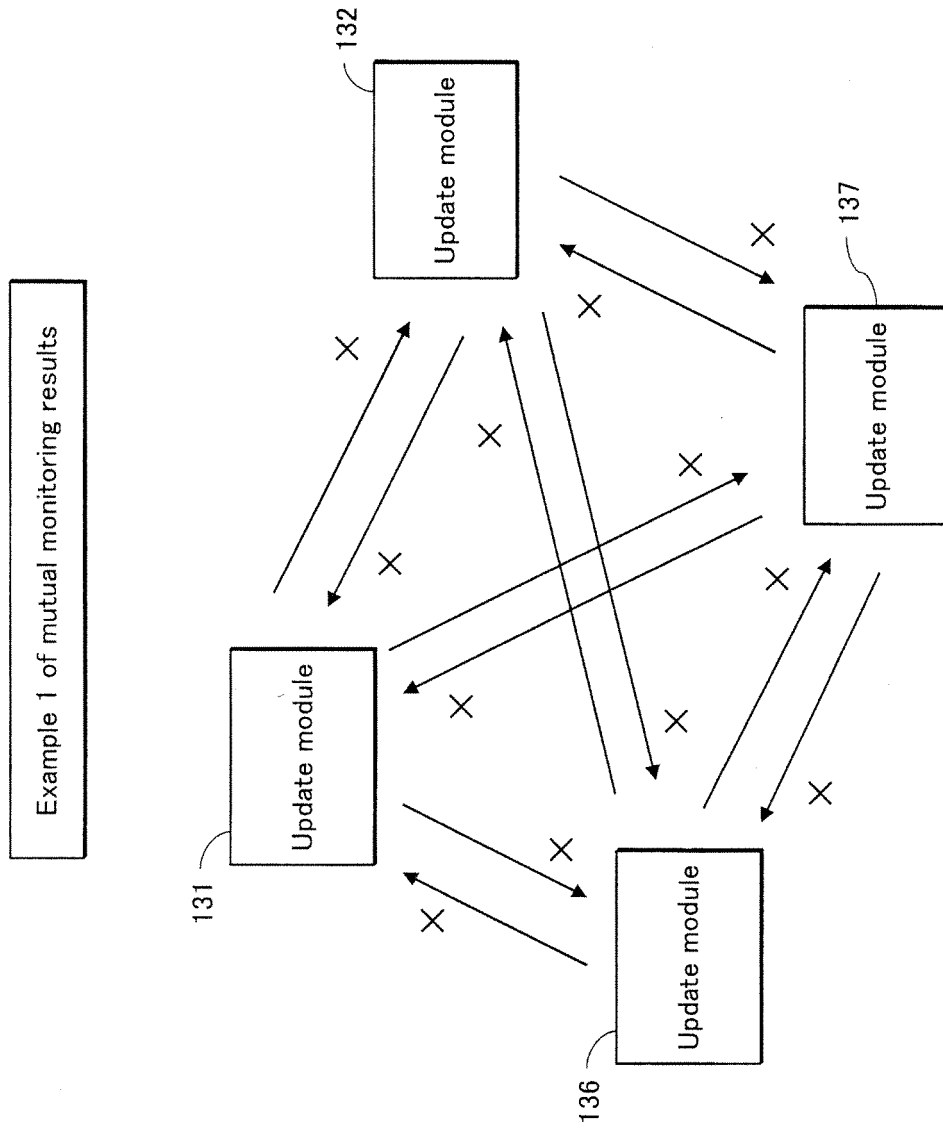 Example 1 of mutual monitoring results
131
Update module
132
Update module
136
Update module
137
Update module